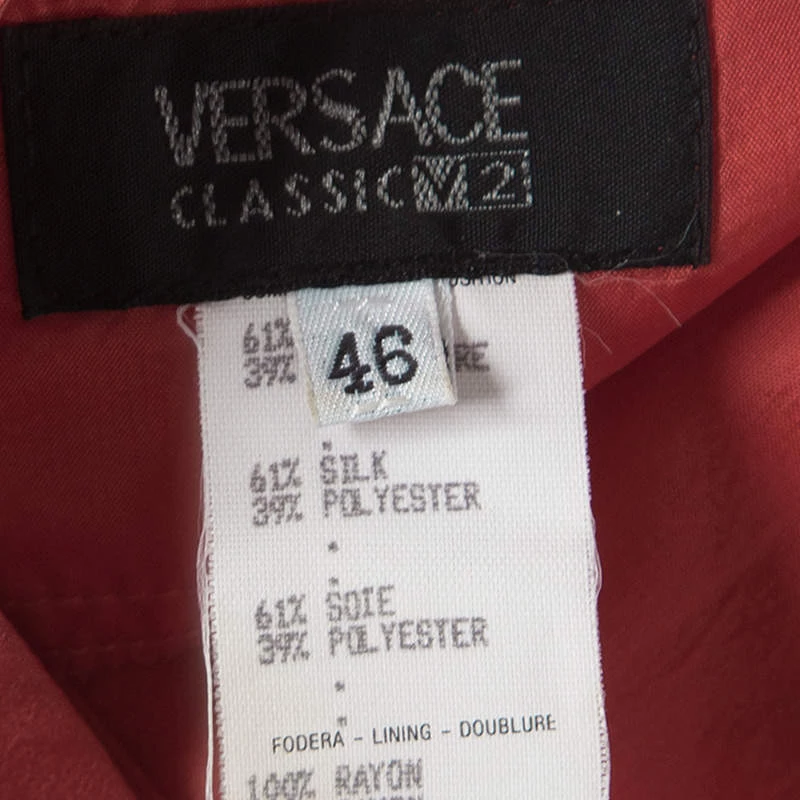 VERSACE
CLASSIC V2
46
61%
39%
61% SILK
39% POLYESTER
61% SOIE
39% POLYESTER
FODERA - LINING - DOUBLURE
100% RAYON